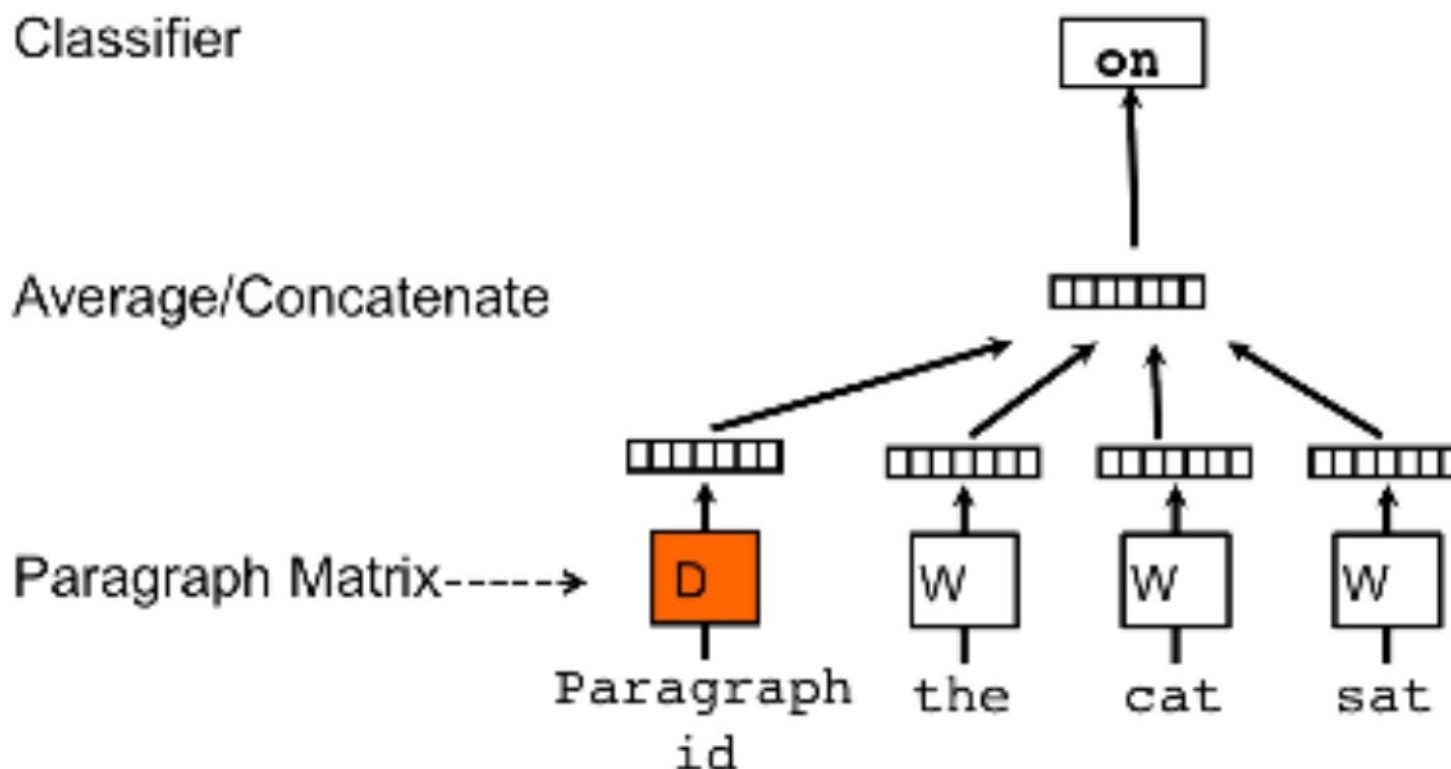 Classifier
on
Average/Concatenate
Paragraph Matrix
D
W
W
W
Paragraph
id
the
cat
sat